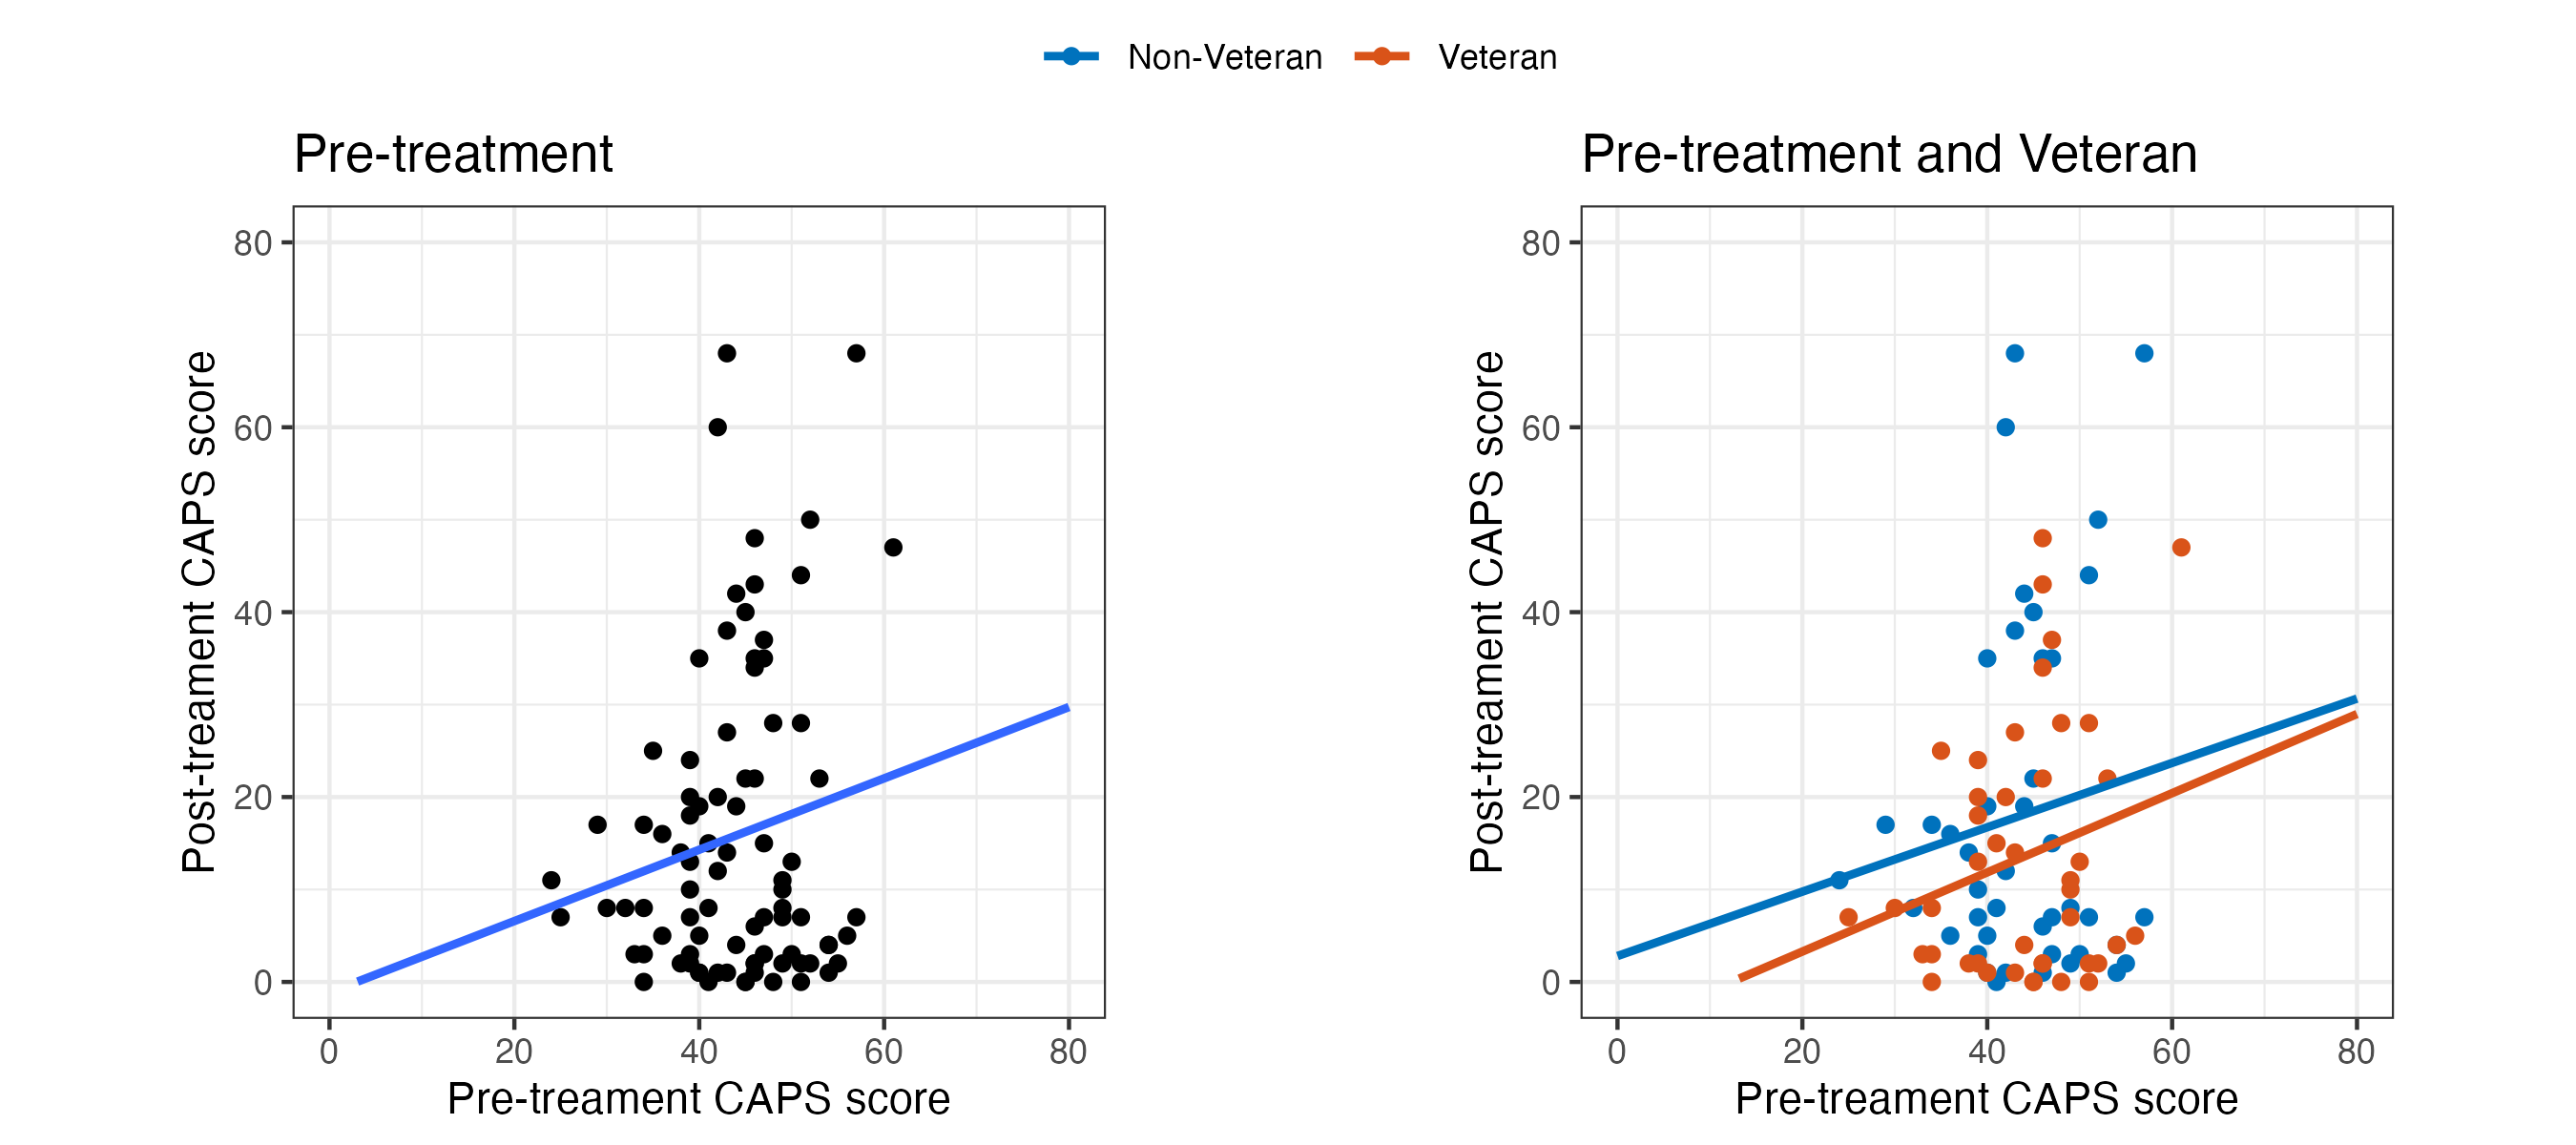 Non-Veteran Veteran
Pre-treatment
Post-treament CAPS score
80
60
40
20
0
0 20 40 60 80
Pre-treament CAPS score
Pre-treatment and Veteran
Post-treament CAPS score
80
60
40
20
0
0 20 40 60 80
Pre-treament CAPS score